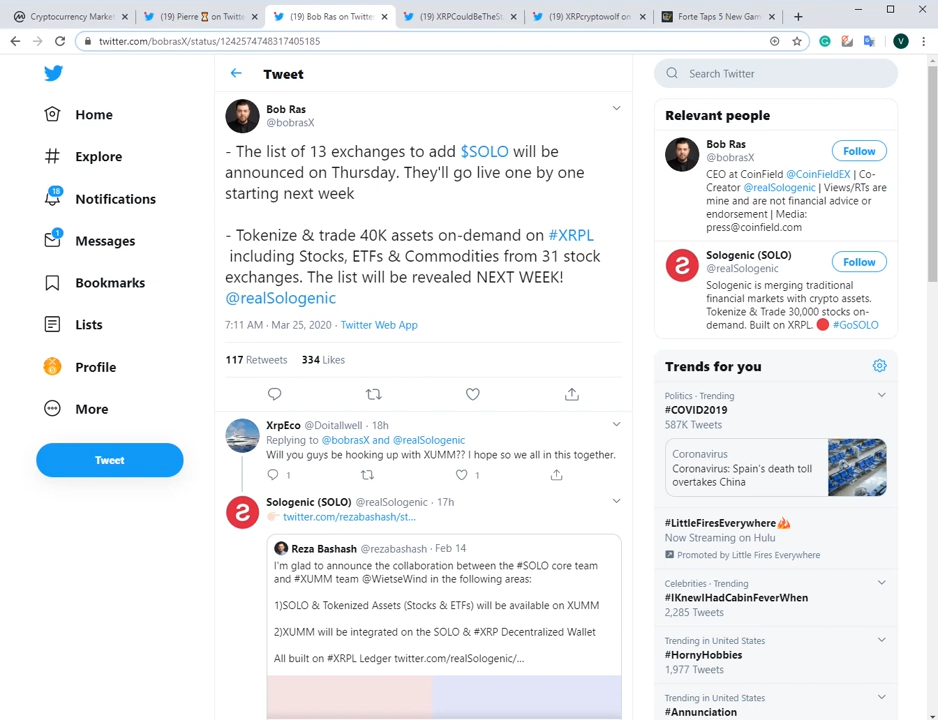 Cryptocurrency Market
(19) Pierre ⏳ on Twitte
(19) Bob Ras on Twitter
(19) XRPCouldBeTheSt
(19) XRPcryptowolf on
Forte Taps 5 New Gam
twitter.com/bobrasX/status/1242574748317405185
V
Home
Explore
18
Notifications
1
Messages
Bookmarks
Lists
Profile
More
Tweet
Tweet
Bob Ras
@bobrasX
- The list of 13 exchanges to add $SOLO will be
announced on Thursday. They'll go live one by one
starting next week
- Tokenize & trade 40K assets on-demand on #XRPL
including Stocks, ETFs & Commodities from 31 stock
exchanges. The list will be revealed NEXT WEEK!
@realSologenic
7:11 AM · Mar 25, 2020 · Twitter Web App
117 Retweets 334 Likes
XrpEco @Doitallwell · 18h
Replying to @bobrasX and @realSologenic
Will you guys be hooking up with XUMM?? I hope so we all in this together.
1 1
Sologenic (SOLO) @realSologenic · 17h
👉🏻 twitter.com/rezabashash/st...
Reza Bashash @rezabashash · Feb 14
I'm glad to announce the collaboration between the #SOLO core team
and #XUMM team @WietseWind in the following areas:
1)SOLO & Tokenized Assets (Stocks & ETFs) will be available on XUMM
2)XUMM will be integrated on the SOLO & #XRP Decentralized Wallet
All built on #XRPL Ledger twitter.com/realSologenic/...
Search Twitter
Relevant people
Bob Ras
@bobrasX
Follow
CEO at CoinField @CoinFieldEX | Co-
Creator @realSologenic | Views/RTs are
mine and are not financial advice or
endorsement | Media:
press@coinfield.com
Sologenic (SOLO)
@realSologenic
Follow
Sologenic is merging traditional
financial markets with crypto assets.
Tokenize & Trade 30,000 stocks on-
demand. Built on XRPL. 🔴 #GoSOLO
Trends for you
Politics · Trending
#COVID2019
587K Tweets
Coronavirus
Coronavirus: Spain's death toll
overtakes China
#LittleFiresEverywhere🔥
Now Streaming on Hulu
Promoted by Little Fires Everywhere
Celebrities · Trending
#IKnewIHadCabinFeverWhen
2,285 Tweets
Trending in United States
#HornyHobbies
1,977 Tweets
Trending in United States
#Annunciation